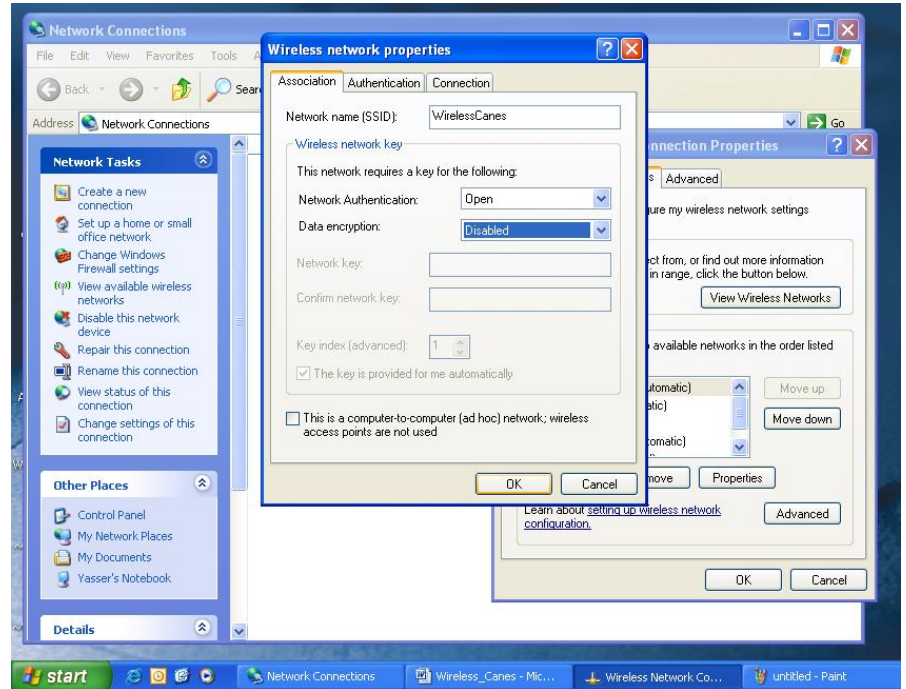 Network Connections
File Edit View Favorites Tools A
Back
Sear
Address Network Connections
Go
Network Tasks
Create a new
connection
Set up a home or small
office network
Change Windows
Firewall settings
View available wireless
networks
Disable this network
device
Repair this connection
Rename this connection
View status of this
connection
Change settings of this
connection
Other Places
Control Panel
My Network Places
My Documents
Yasser's Notebook
Details
Wireless network properties
Association Authentication Connection
Network name (SSID): WirelessCanes
Wireless network key
This network requires a key for the following:
Network Authentication: Open
Data encryption: Disabled
Network key:
Confirm network key:
Key index (advanced): 1
The key is provided for me automatically
This is a computer-to-computer (ad hoc) network; wireless
access points are not used
OK Cancel
nnection Properties
s Advanced
ure my wireless network settings
ct from, or find out more information
in range, click the button below.
View Wireless Networks
available networks in the order listed
utomatic)
atic)
tomatic)
Move up
Move down
move Properties
Learn about setting up wireless network
configuration.
Advanced
OK Cancel
start Network Connections Wireless_Canes - Mic... Wireless Network Co... untitled - Paint